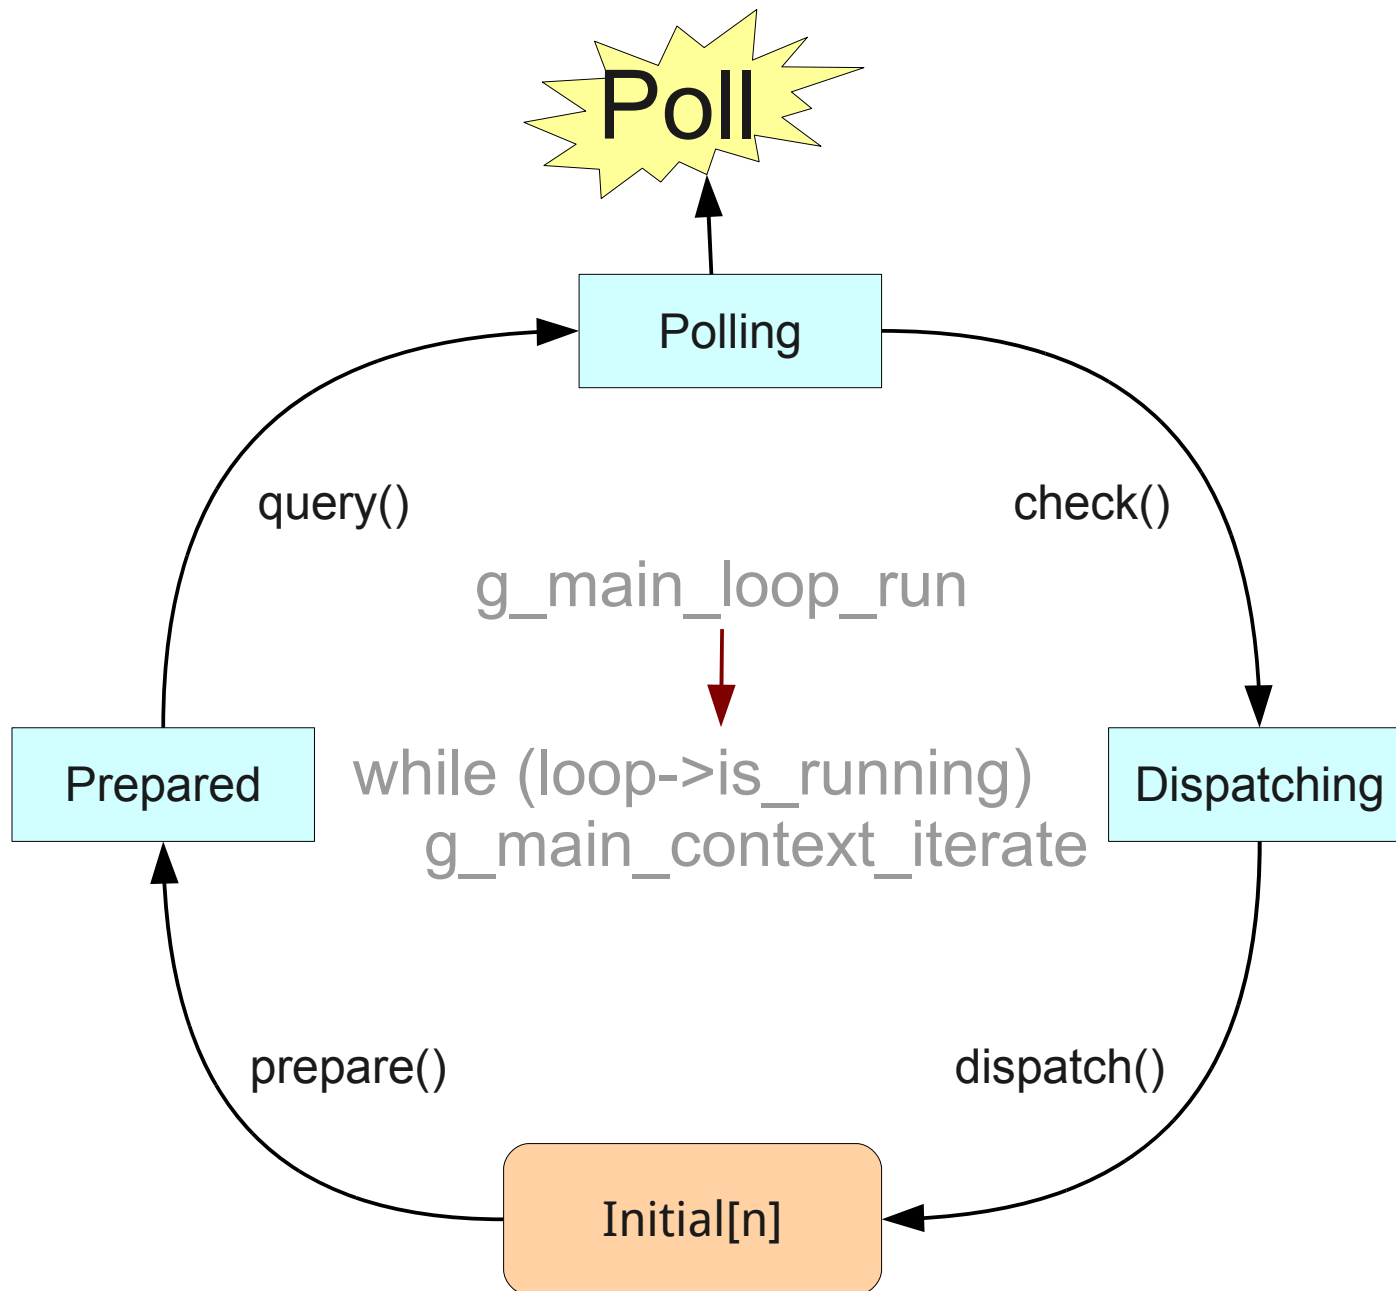 Poll
Polling
query()
check()
g_main_loop_run
Prepared
while (loop->is_running)
g_main_context_iterate
Dispatching
prepare()
dispatch()
Initial[n]